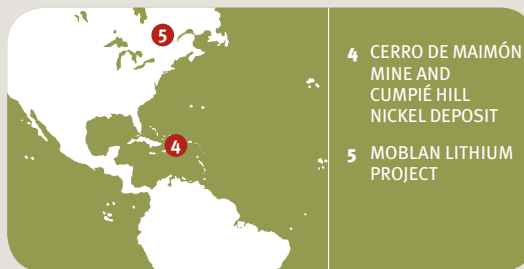 5
4
4 CERRO DE MAIMÓN
MINE AND
CUMPIÉ HILL
NICKEL DEPOSIT
5 MOBLAN LITHIUM
PROJECT